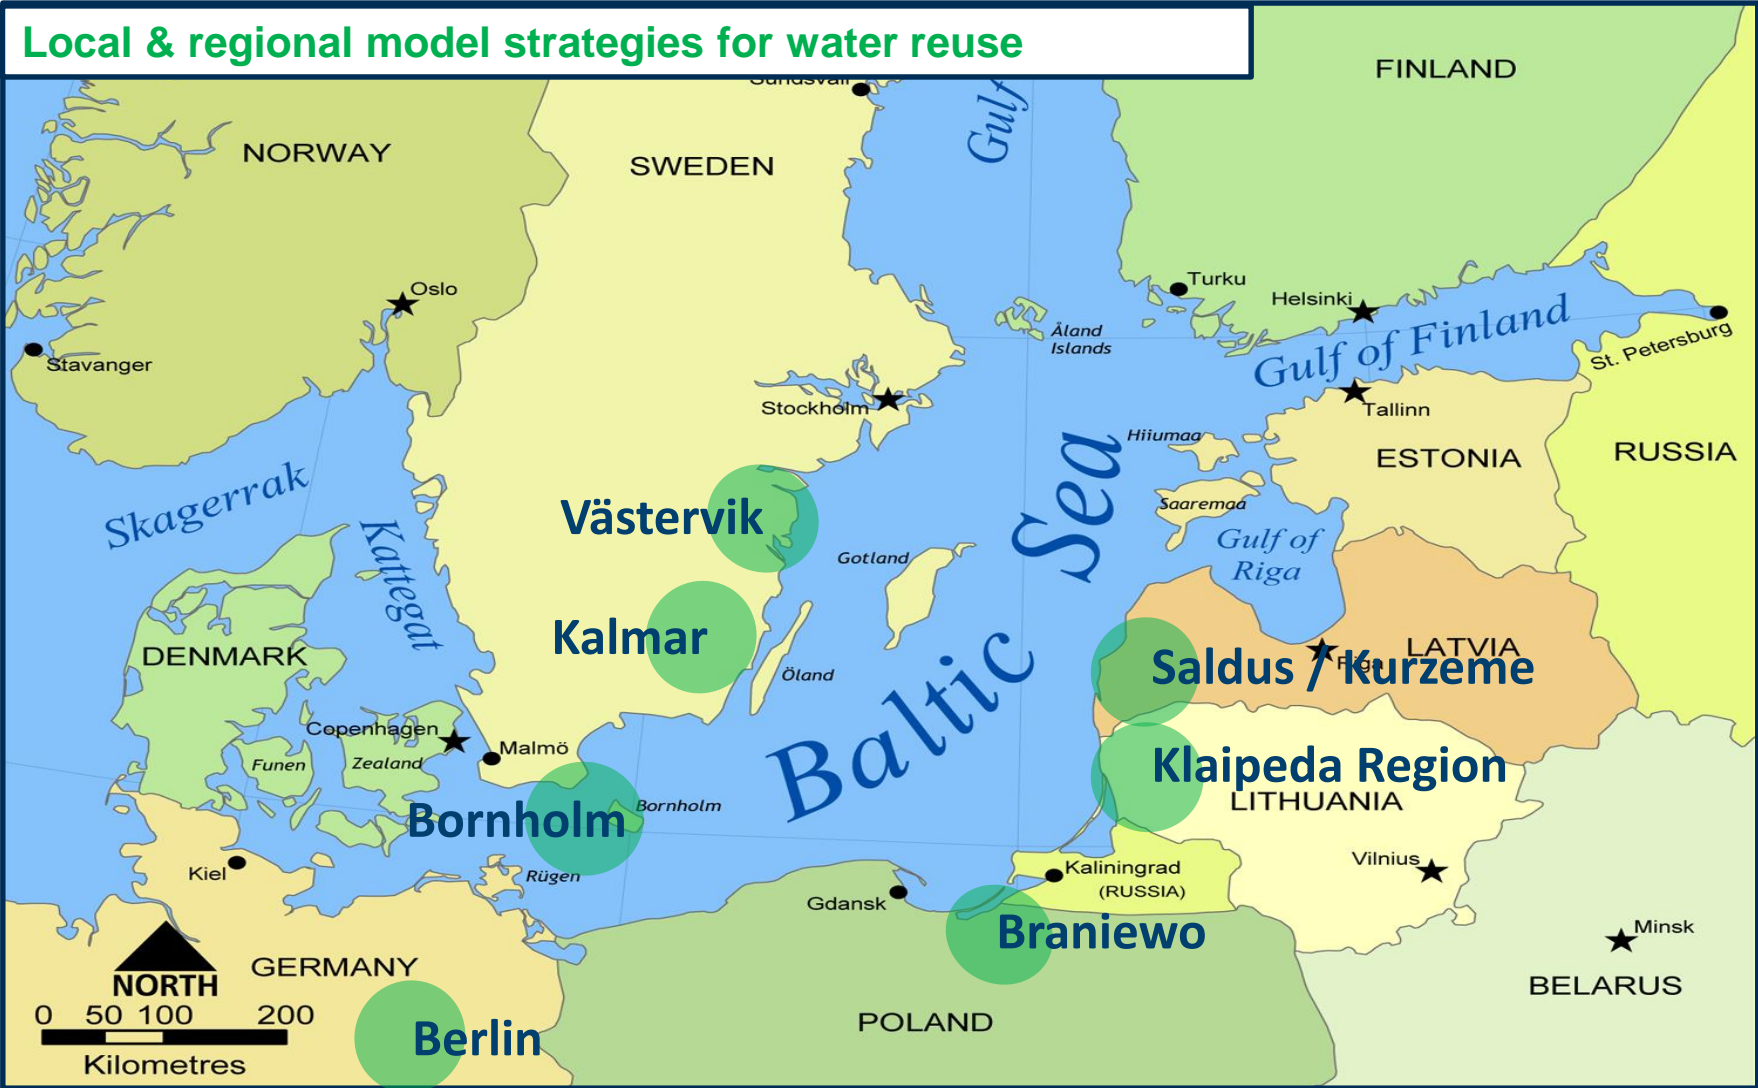 Local & regional model strategies for water reuse
Sundsvall
FINLAND
Gulf
NORWAY
SWEDEN
Oslo
Turku
Helsinki
Åland
Islands
Gulf of Finland
St. Petersburg
Stavanger
Stockholm
Tallinn
Hiiumaa
ESTONIA
RUSSIA
Skagerrak
Kattegat
Baltic Sea
Saaremaa
Västervik
Gotland
Gulf of
Riga
Kalmar
DENMARK
Öland
LATVIA
Riga
Saldus / Kurzeme
Copenhagen
Malmö
Funen
Zealand
Klaipeda Region
LITHUANIA
Bornholm
Bornholm
Kiel
Rügen
Kaliningrad
(RUSSIA)
Vilnius
Gdansk
Braniewo
Minsk
GERMANY
NORTH
BELARUS
0 50 100 200
Kilometres
Berlin
POLAND